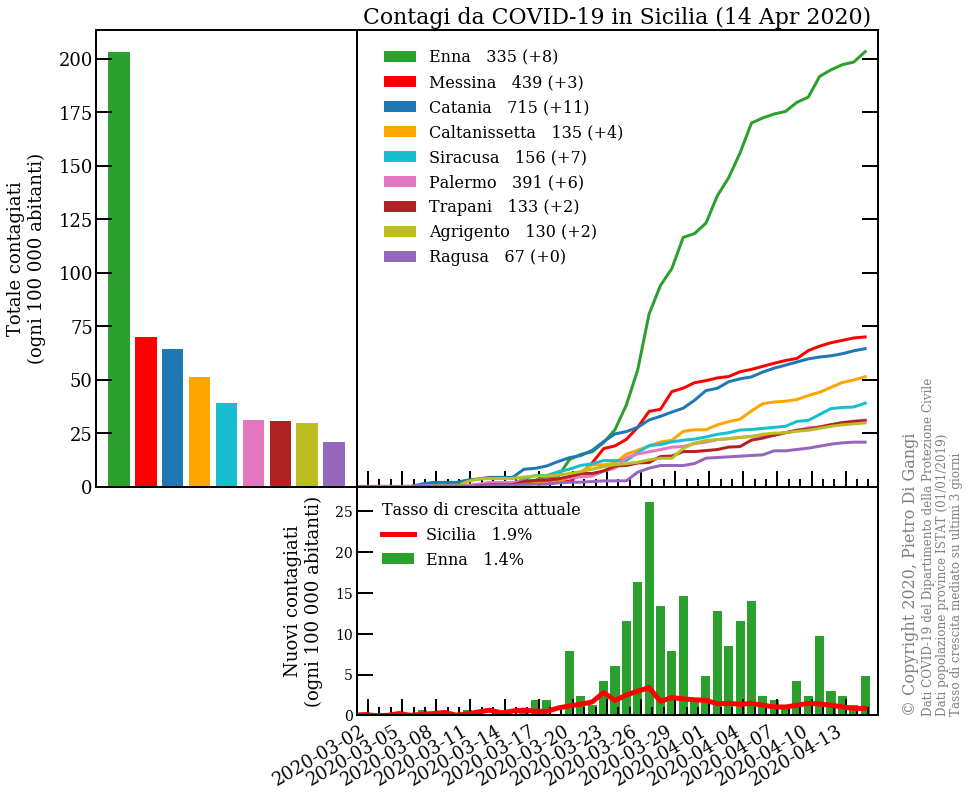 Contagi da COVID-19 in Sicilia (14 Apr 2020)
Totale contagiati
(ogni 100 000 abitanti)
200
175
150
125
100
75
50
25
0
Enna 335 (+8)
Messina 439 (+3)
Catania 715 (+11)
Caltanissetta 135 (+4)
Siracusa 156 (+7)
Palermo 391 (+6)
Trapani 133 (+2)
Agrigento 130 (+2)
Ragusa 67 (+0)
Nuovi contagiati
(ogni 100 000 abitanti)
25
20
15
10
5
0
Tasso di crescita attuale
Sicilia 1.9%
Enna 1.4%
2020-03-02
2020-03-05
2020-03-08
2020-03-11
2020-03-14
2020-03-17
2020-03-20
2020-03-23
2020-03-26
2020-03-29
2020-04-01
2020-04-04
2020-04-07
2020-04-10
2020-04-13
© Copyright 2020, Pietro Di Gangi
Dati COVID-19 del Dipartimento della Protezione Civile
Dati popolazione province ISTAT (01/01/2019)
Tasso di crescita mediato su ultimi 3 giorni